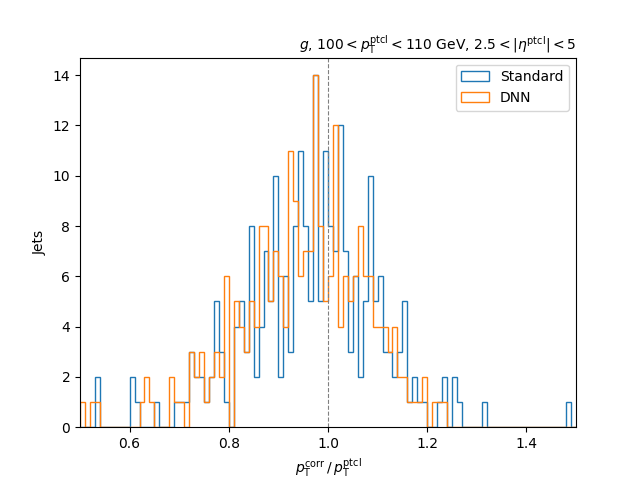 g, 100 < p_T^ptcl < 110 GeV, 2.5 < |η^ptcl| < 5
Standard
DNN
14
12
10
8
6
4
2
0
Jets
0.6 0.8 1.0 1.2 1.4
p_T^corr / p_T^ptcl